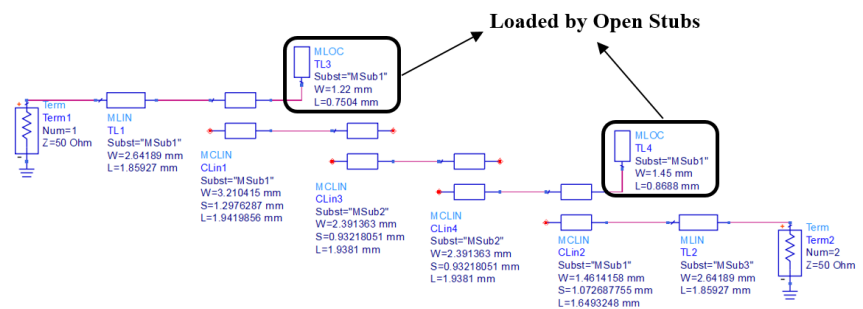 Loaded by Open Stubs
MLOC
TL3
Subst="MSub1"
W=1.22 mm
L=0.7504 mm
Term
Term1
Num=1
Z=50 Ohm
MLIN
TL1
Subst="MSub1"
W=2.64189 mm
L=1.85927 mm
MCLIN
CLin1
Subst="MSub1"
W=3.210415 mm
S=1.2976287 mm
L=1.9419856 mm
MCLIN
CLin3
Subst="MSub2"
W=2.391363 mm
S=0.93218051 mm
L=1.9381 mm
MCLIN
CLin4
Subst="MSub2"
W=2.391363 mm
S=0.93218051 mm
L=1.9381 mm
MLOC
TL4
Subst="MSub1"
W=1.45 mm
L=0.8688 mm
MCLIN
CLin2
Subst="MSub1"
W=1.4614158 mm
S=1.072687755 mm
L=1.6493248 mm
MLIN
TL2
Subst="MSub3"
W=2.64189 mm
L=1.85927 mm
Term
Term2
Num=2
Z=50 Ohm